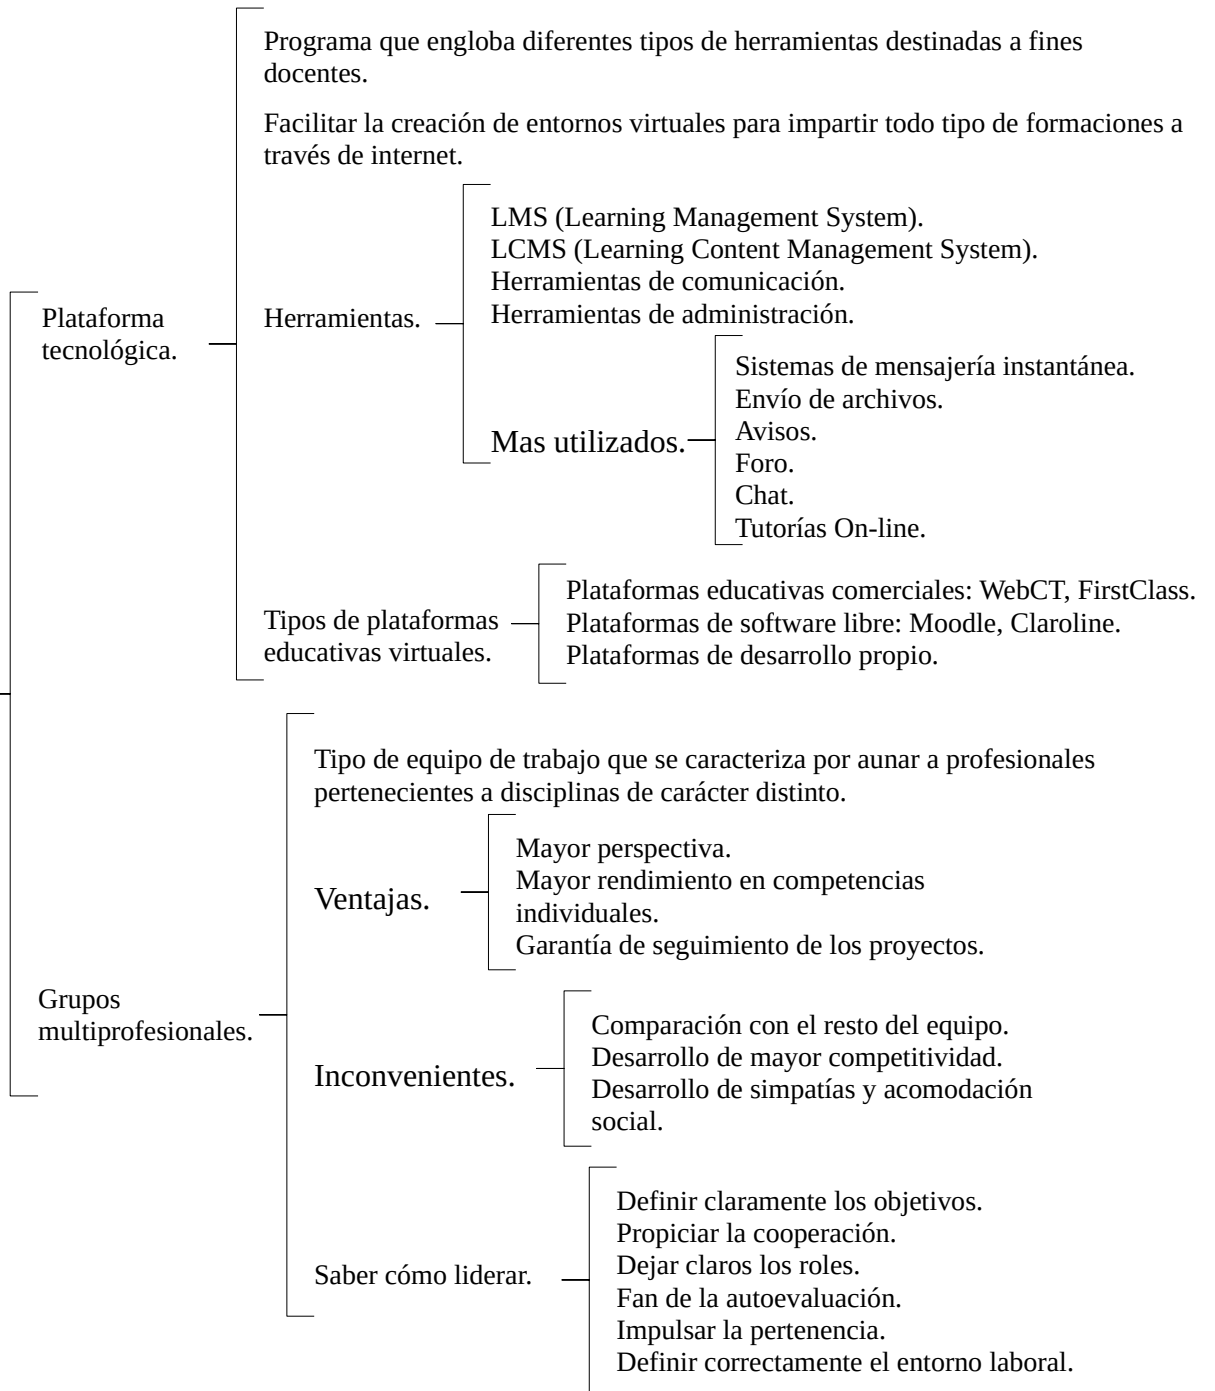 Programa que engloba diferentes tipos de herramientas destinadas a fines
docentes.
Facilitar la creación de entornos virtuales para impartir todo tipo de formaciones a
través de internet.
Plataforma
tecnológica.
Herramientas.
LMS (Learning Management System).
LCMS (Learning Content Management System).
Herramientas de comunicación.
Herramientas de administración.
Mas utilizados.
Sistemas de mensajería instantánea.
Envío de archivos.
Avisos.
Foro.
Chat.
Tutorías On-line.
Tipos de plataformas
educativas virtuales.
Plataformas educativas comerciales: WebCT, FirstClass.
Plataformas de software libre: Moodle, Claroline.
Plataformas de desarrollo propio.
Grupos
multiprofesionales.
Tipo de equipo de trabajo que se caracteriza por aunar a profesionales
pertenecientes a disciplinas de carácter distinto.
Ventajas.
Mayor perspectiva.
Mayor rendimiento en competencias
individuales.
Garantía de seguimiento de los proyectos.
Inconvenientes.
Comparación con el resto del equipo.
Desarrollo de mayor competitividad.
Desarrollo de simpatías y acomodación
social.
Saber cómo liderar.
Definir claramente los objetivos.
Propiciar la cooperación.
Dejar claros los roles.
Fan de la autoevaluación.
Impulsar la pertenencia.
Definir correctamente el entorno laboral.